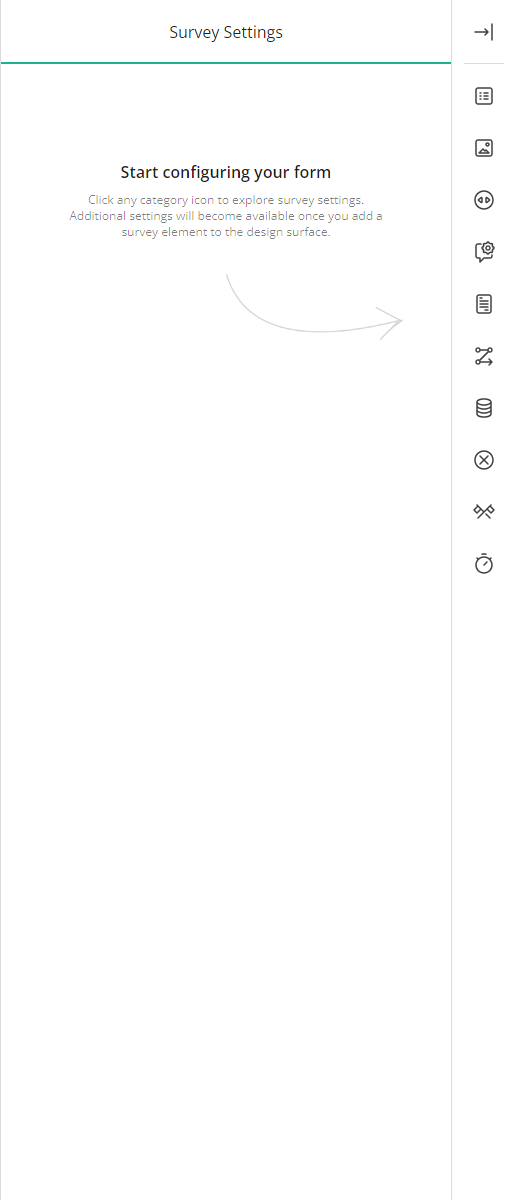 Survey Settings
Start configuring your form
Click any category icon to explore survey settings.
Additional settings will become available once you add a
survey element to the design surface.